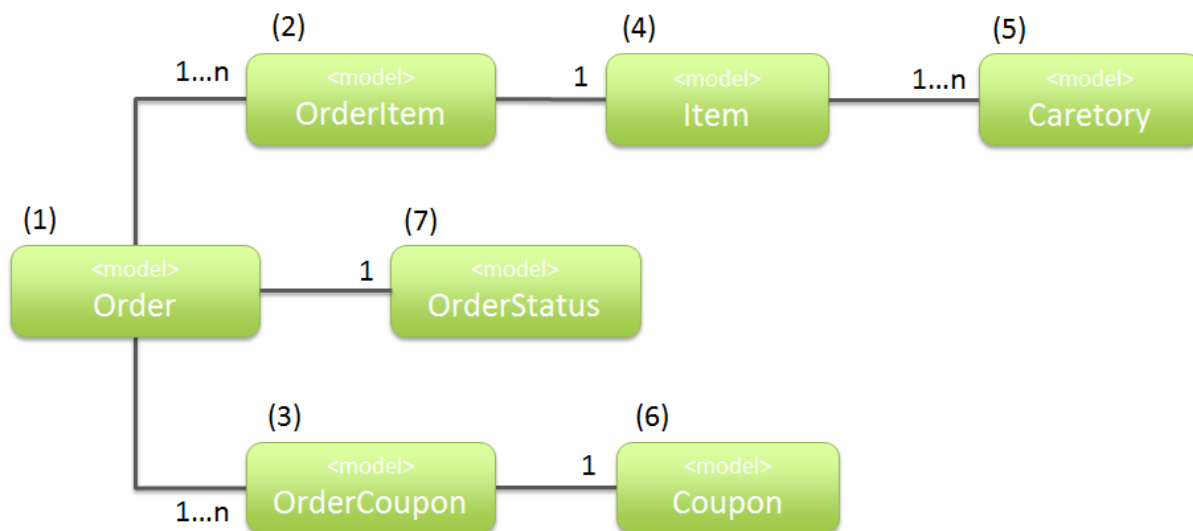 (2)
(4)
(5)
1...n
<model>
OrderItem
1
<model>
Item
1...n
<model>
Caretory
(1)
(7)
<model>
Order
1
<model>
OrderStatus
(3)
(6)
1...n
<model>
OrderCoupon
1
<model>
Coupon